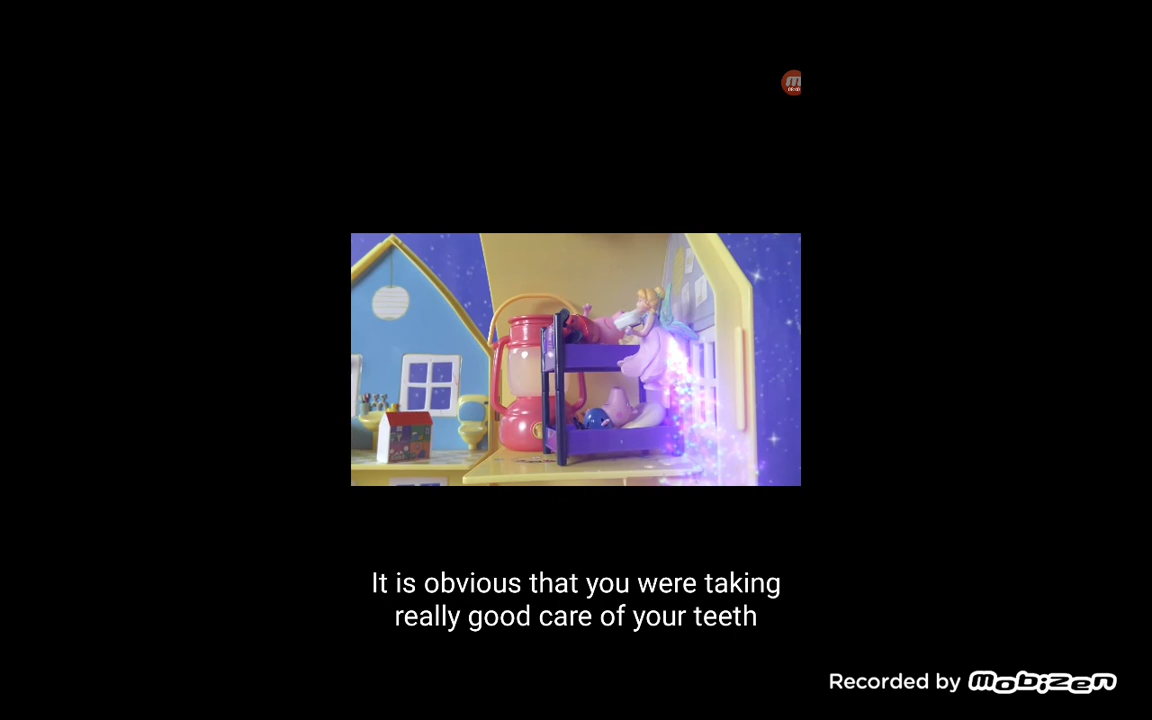 It is obvious that you were taking
really good care of your teeth
Recorded by mobizen